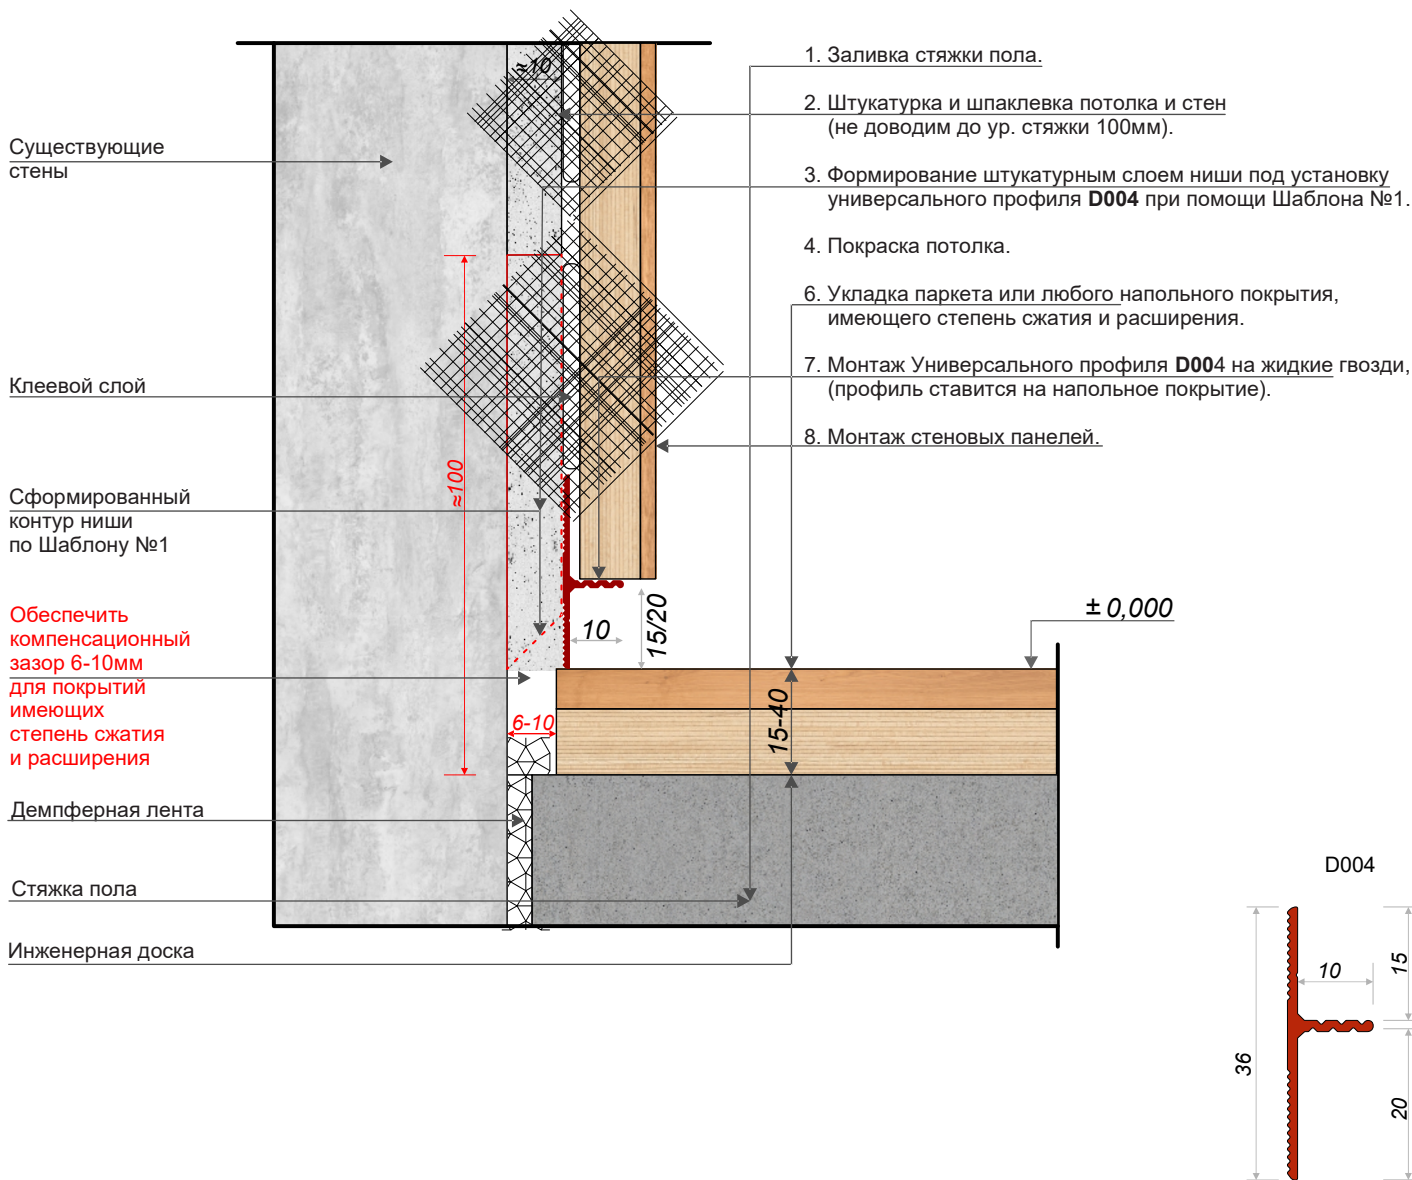 ≈10
1. Заливка стяжки пола.
2. Штукатурка и шпаклевка потолка и стен
(не доводим до ур. стяжки 100мм).
3. Формирование штукатурным слоем ниши под установку
универсального профиля D004 при помощи Шаблона №1.
4. Покраска потолка.
6. Укладка паркета или любого напольного покрытия,
имеющего степень сжатия и расширения.
7. Монтаж Универсального профиля D004 на жидкие гвозди,
(профиль ставится на напольное покрытие).
8. Монтаж стеновых панелей.
Существующие
стены
Клеевой слой
Сформированный
контур ниши
по Шаблону №1
Обеспечить
компенсационный
зазор 6-10мм
для покрытий
имеющих
степень сжатия
и расширения
Демпферная лента
Стяжка пола
Инженерная доска
≈100
10
15/20
± 0,000
6-10
15-40
D004
10
15
36
20